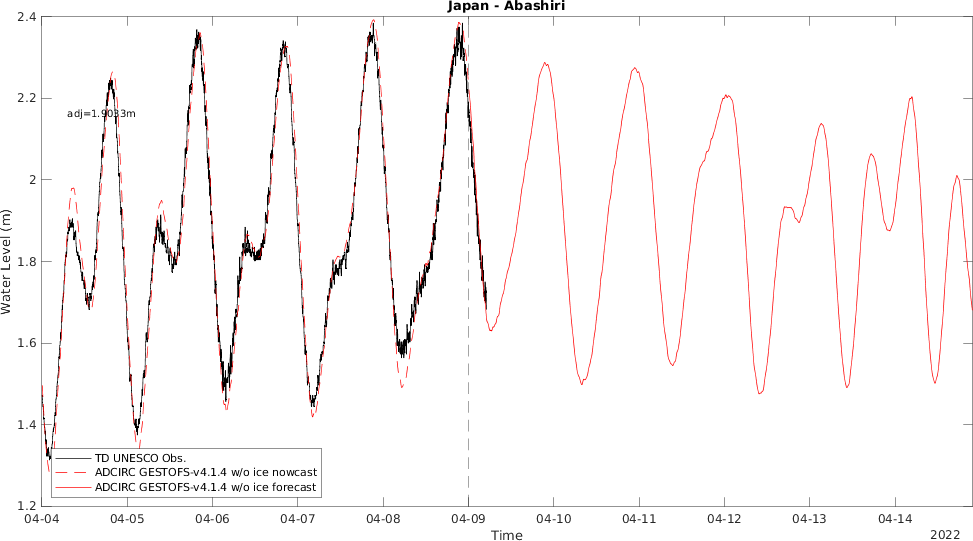 Japan - Abashiri
2.4
2.2
2
1.8
1.6
1.4
1.2
Water Level (m)
adj=1.9033m
TD UNESCO Obs.
ADCIRC GESTOFS-v4.1.4 w/o ice nowcast
ADCIRC GESTOFS-v4.1.4 w/o ice forecast
04-04 04-05 04-06 04-07 04-08 04-09 04-10 04-11 04-12 04-13 04-14
Time
2022